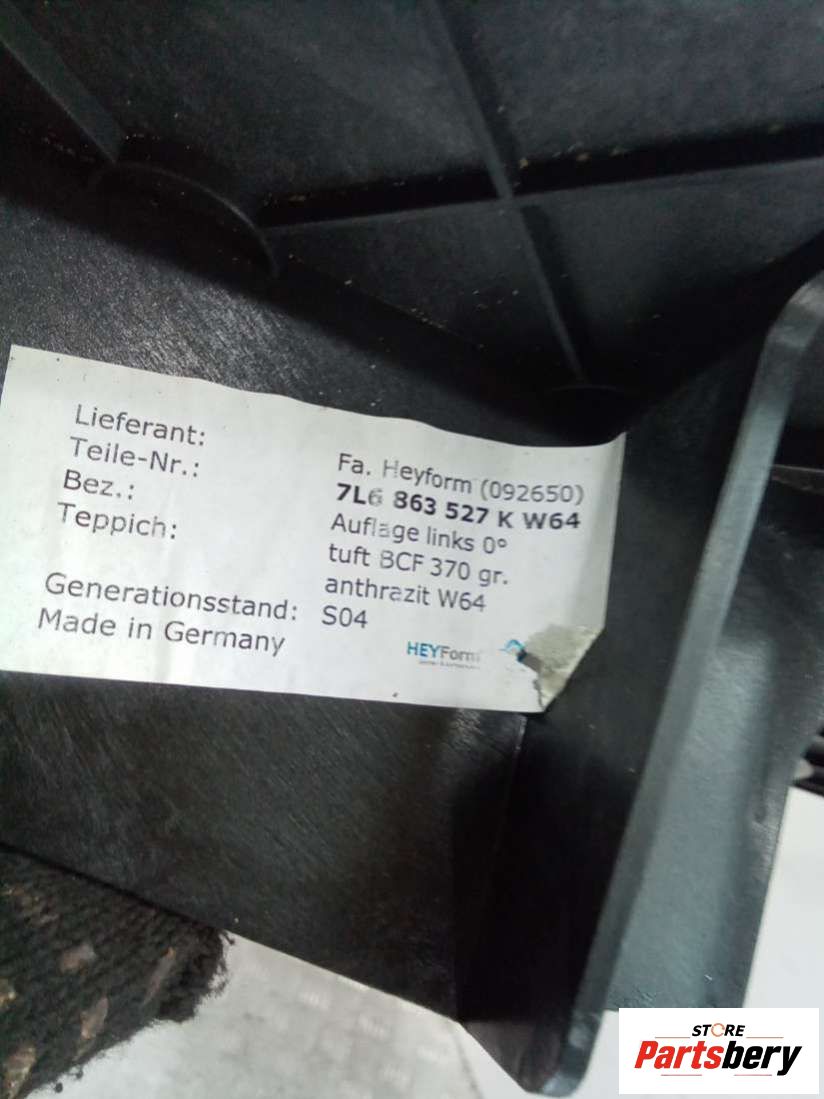 Lieferant: Fa. Heyform (092650)
Teile-Nr.: 7L6 863 527 K W64
Bez.: Auflage links 0°
Teppich: tuft BCF 370 gr.
anthrazit W64
Generationsstand: S04
Made in Germany
HEYForm
STORE
Partsbery